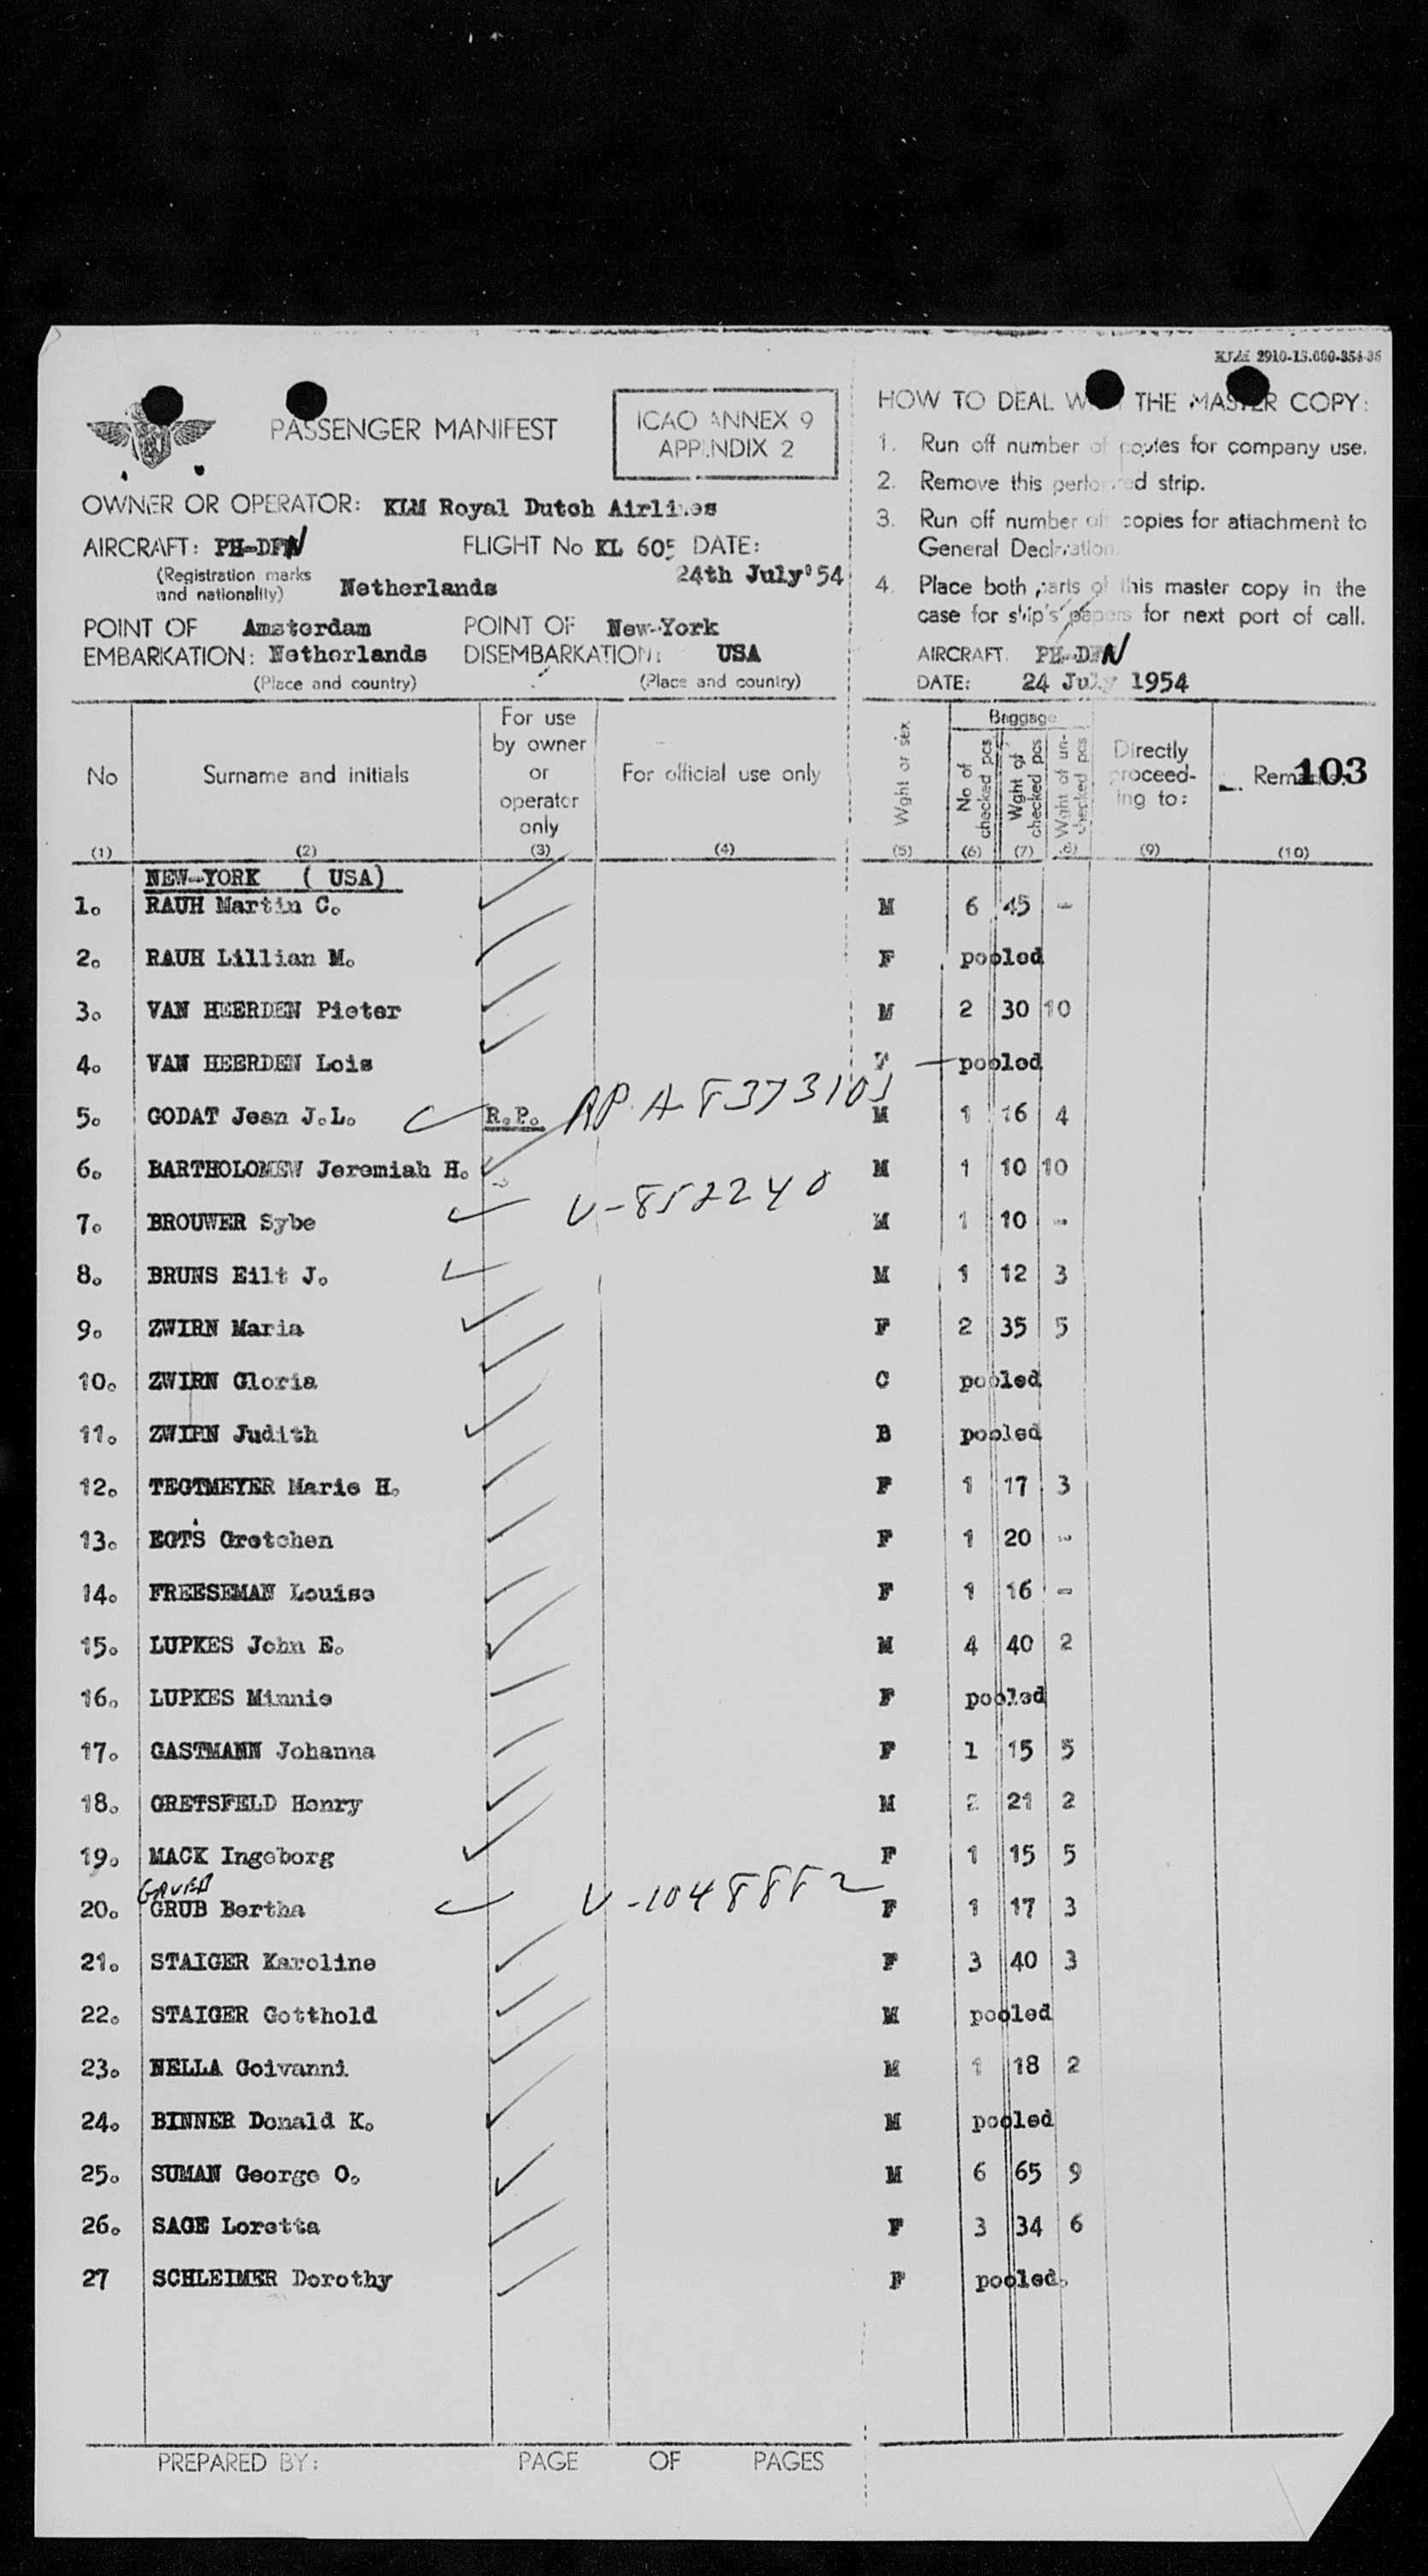 KLM 2910-15.000-354-36
PASSENGER MANIFEST
ICAO ANNEX 9
APPENDIX 2
OWNER OR OPERATOR: KLM Royal Dutch Airlines
AIRCRAFT: PH-DFN
FLIGHT No KL 605 DATE:
(Registration marks
and nationality)
Netherlands
24th July'54
POINT OF Amsterdam
EMBARKATION: Netherlands
(Place and country)
POINT OF New-York
DISEMBARKATION: USA
(Place and country)
HOW TO DEAL THE MASTER COPY:
1. Run off number of copies for company use.
2. Remove this perforated strip.
3. Run off number of copies for attachment to
General Declaration.
4. Place both parts of this master copy in the
case for ship's papers for next port of call.
AIRCRAFT. PH-DFN
DATE: 24 July 1954
No
(1)
Surname and initials
(2)
For use
by owner
or
operator
only
(3)
For official use only
(4)
Wght or sex
(5)
Baggage
No of
checked pcs
(6)
Wght of
checked pcs
(7)
Wght of un-
checked pcs
(8)
Directly
proceed-
ing to:
(9)
Remarks:
103
(10)
NEW-YORK ( USA)
1. RAUH Martin C. M 6 45 -
2. RAUH Lillian M. F pooled
3. VAN HEERDEN Pieter M 2 30 10
4. VAN HEERDEN Lois F pooled
5. GODAT Jean J.L. R.P. RP. A 8373101 M 1 16 4
6. BARTHOLOMEW Jeremiah H. M 1 10 10
7. BROUWER Sybe V-852240 M 1 10 -
8. BRUNS Eilt J. M 1 12 3
9. ZWIRN Maria F 2 35 5
10. ZWIRN Gloria C pooled
11. ZWIRN Judith B pooled
12. TEGTMEYER Marie H. F 1 17 3
13. EGTS Gretchen F 1 20 -
14. FREESEMAN Louise F 1 16 -
15. LUPKES John E. M 4 40 2
16. LUPKES Minnie F pooled
17. GASTMANN Johanna F 1 15 5
18. GRETSFELD Henry M 2 21 2
19. MACK Ingeborg F 1 15 5
20. GRUB Bertha V-1048882 F 1 17 3
21. STAIGER Karoline F 3 40 3
22. STAIGER Gotthold M pooled
23. NELLA Goivanni M 1 18 2
24. BINNER Donald K. M pooled
25. SUMAN George O. M 6 65 9
26. SAGE Loretta F 3 34 6
27 SCHLEIMER Dorothy F pooled.
PREPARED BY:
PAGE OF PAGES